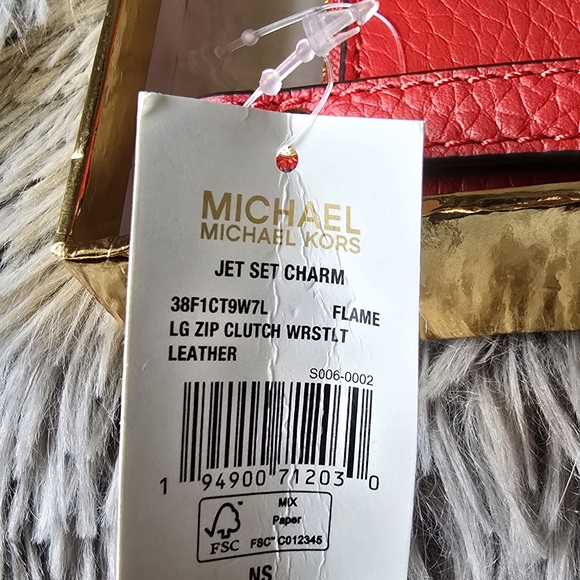 MICHAEL
MICHAEL KORS
JET SET CHARM
38F1CT9W7L FLAME
LG ZIP CLUTCH WRSTLT
LEATHER
S006-0002
1 94900 71203 0
MIX
Paper
FSC FSC™ C012345
NS